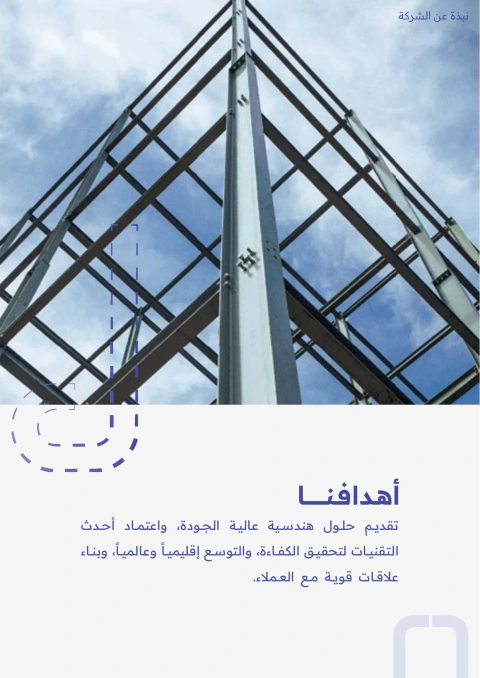 نبذة عن الشركة
أهدافنـــا
تقديم حلول هندسية عالية الجودة، واعتماد أحدث
التقنيات لتحقيق الكفاءة، والتوسع إقليمياً وعالمياً، وبناء
علاقات قوية مع العملاء.